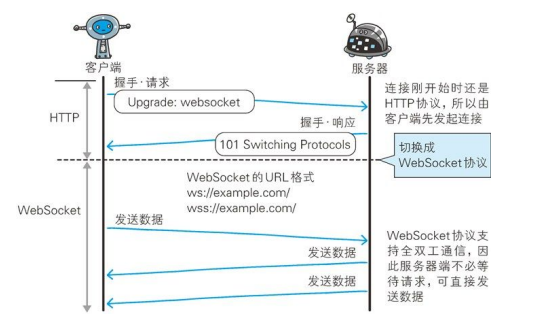 客户端
服务器
握手·请求
Upgrade: websocket
连接刚开始时还是
HTTP协议，所以由
客户端先发起连接
HTTP
握手·响应
101 Switching Protocols
切换成
WebSocket协议
WebSocket的URL格式
ws://example.com/
wss://example.com/
WebSocket
发送数据
WebSocket协议支
持全双工通信，因
此服务器端不必等
待请求，可直接发
送数据
发送数据
发送数据